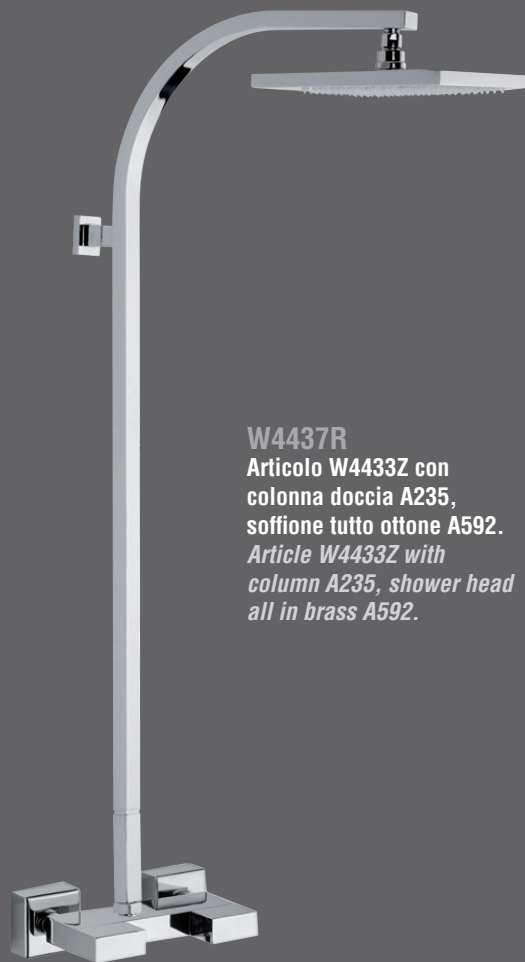 W4437R
Articolo W4433Z con
colonna doccia A235,
soffione tutto ottone A592.
Article W4433Z with
column A235, shower head
all in brass A592.